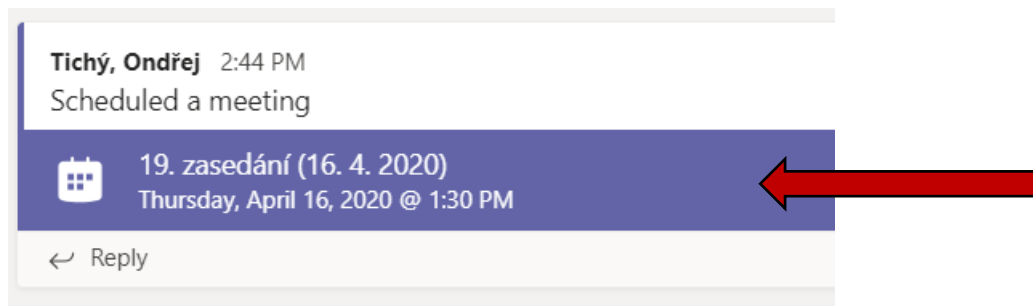 Tichý, Ondřej 2:44 PM
Scheduled a meeting
19. zasedání (16. 4. 2020)
Thursday, April 16, 2020 @ 1:30 PM
Reply